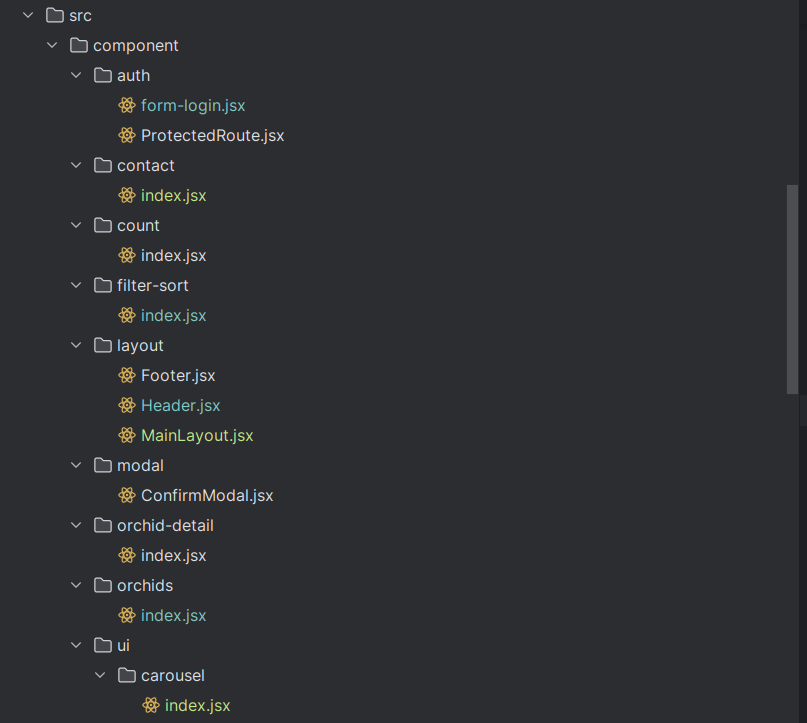 src
component
auth
form-login.jsx
ProtectedRoute.jsx
contact
index.jsx
count
index.jsx
filter-sort
index.jsx
layout
Footer.jsx
Header.jsx
MainLayout.jsx
modal
ConfirmModal.jsx
orchid-detail
index.jsx
orchids
index.jsx
ui
carousel
index.jsx